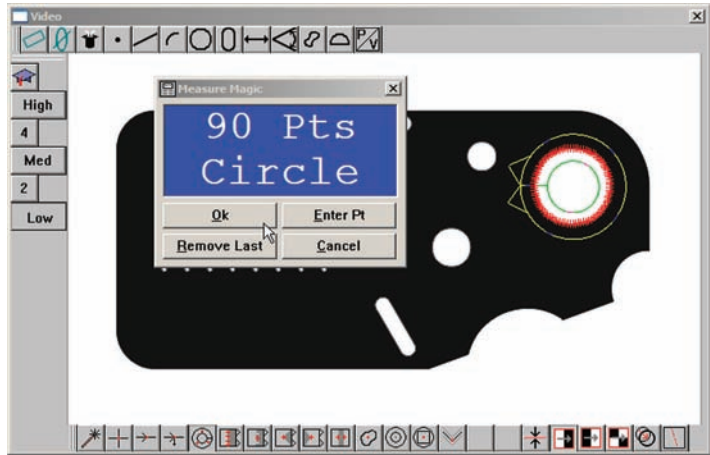 Video
P/V
High
4
Med
2
Low
Measure Magic
90 Pts
Circle
Ok
Enter Pt
Remove Last
Cancel